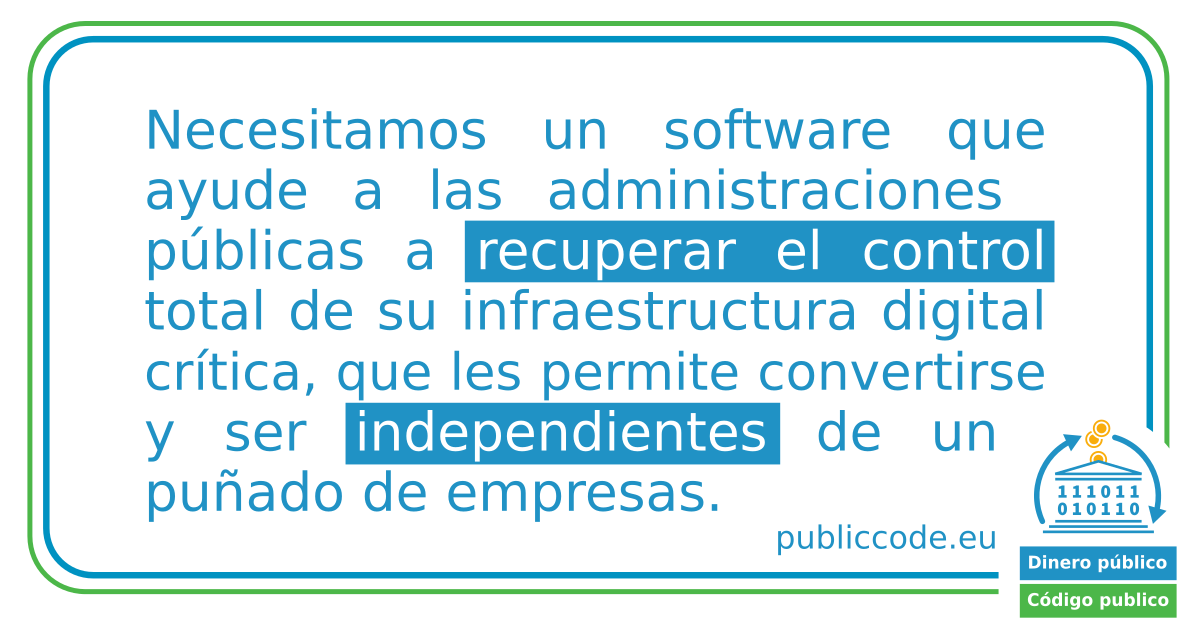 Necesitamos un software que
ayude a las administraciones
públicas a recuperar el control
total de su infraestructura digital
crítica, que les permite convertirse
y ser independientes de un
puñado de empresas.
publiccode.eu
111011
010110
Dinero público
Código publico